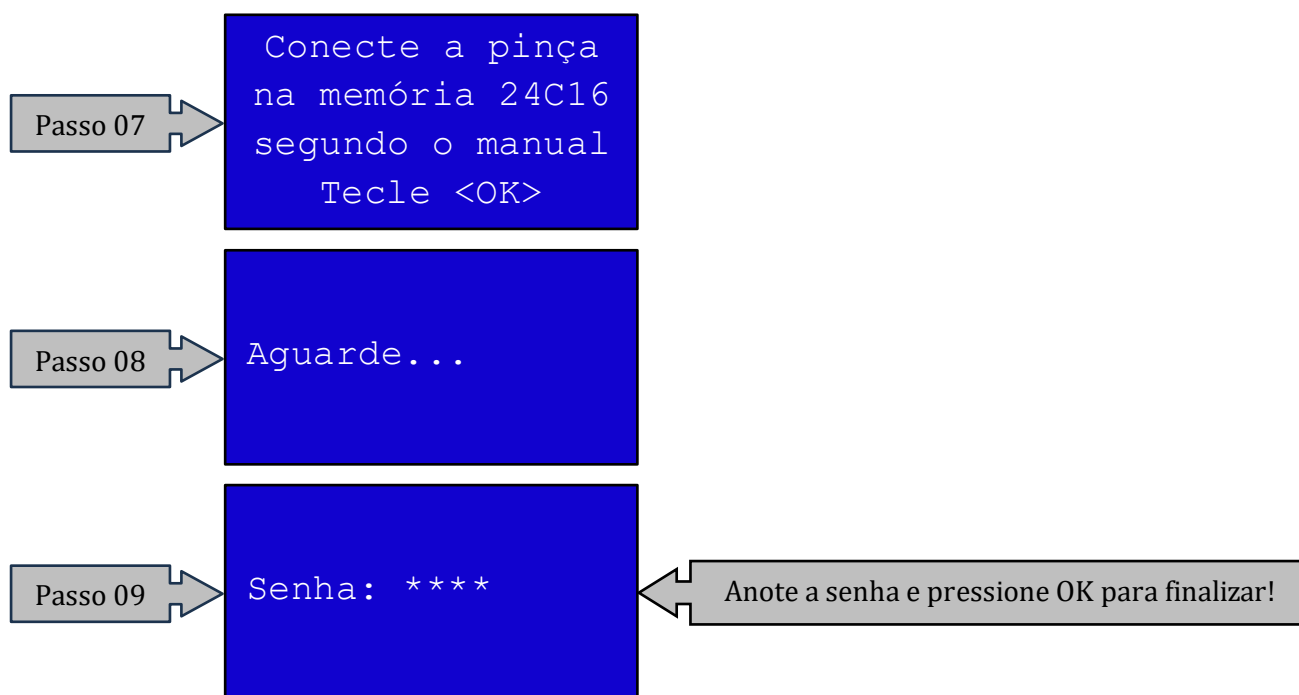 Passo 07
Conecte a pinça
na memória 24C16
segundo o manual
Tecle <OK>
Passo 08
Aguarde...
Passo 09
Senha: ****
Anote a senha e pressione OK para finalizar!